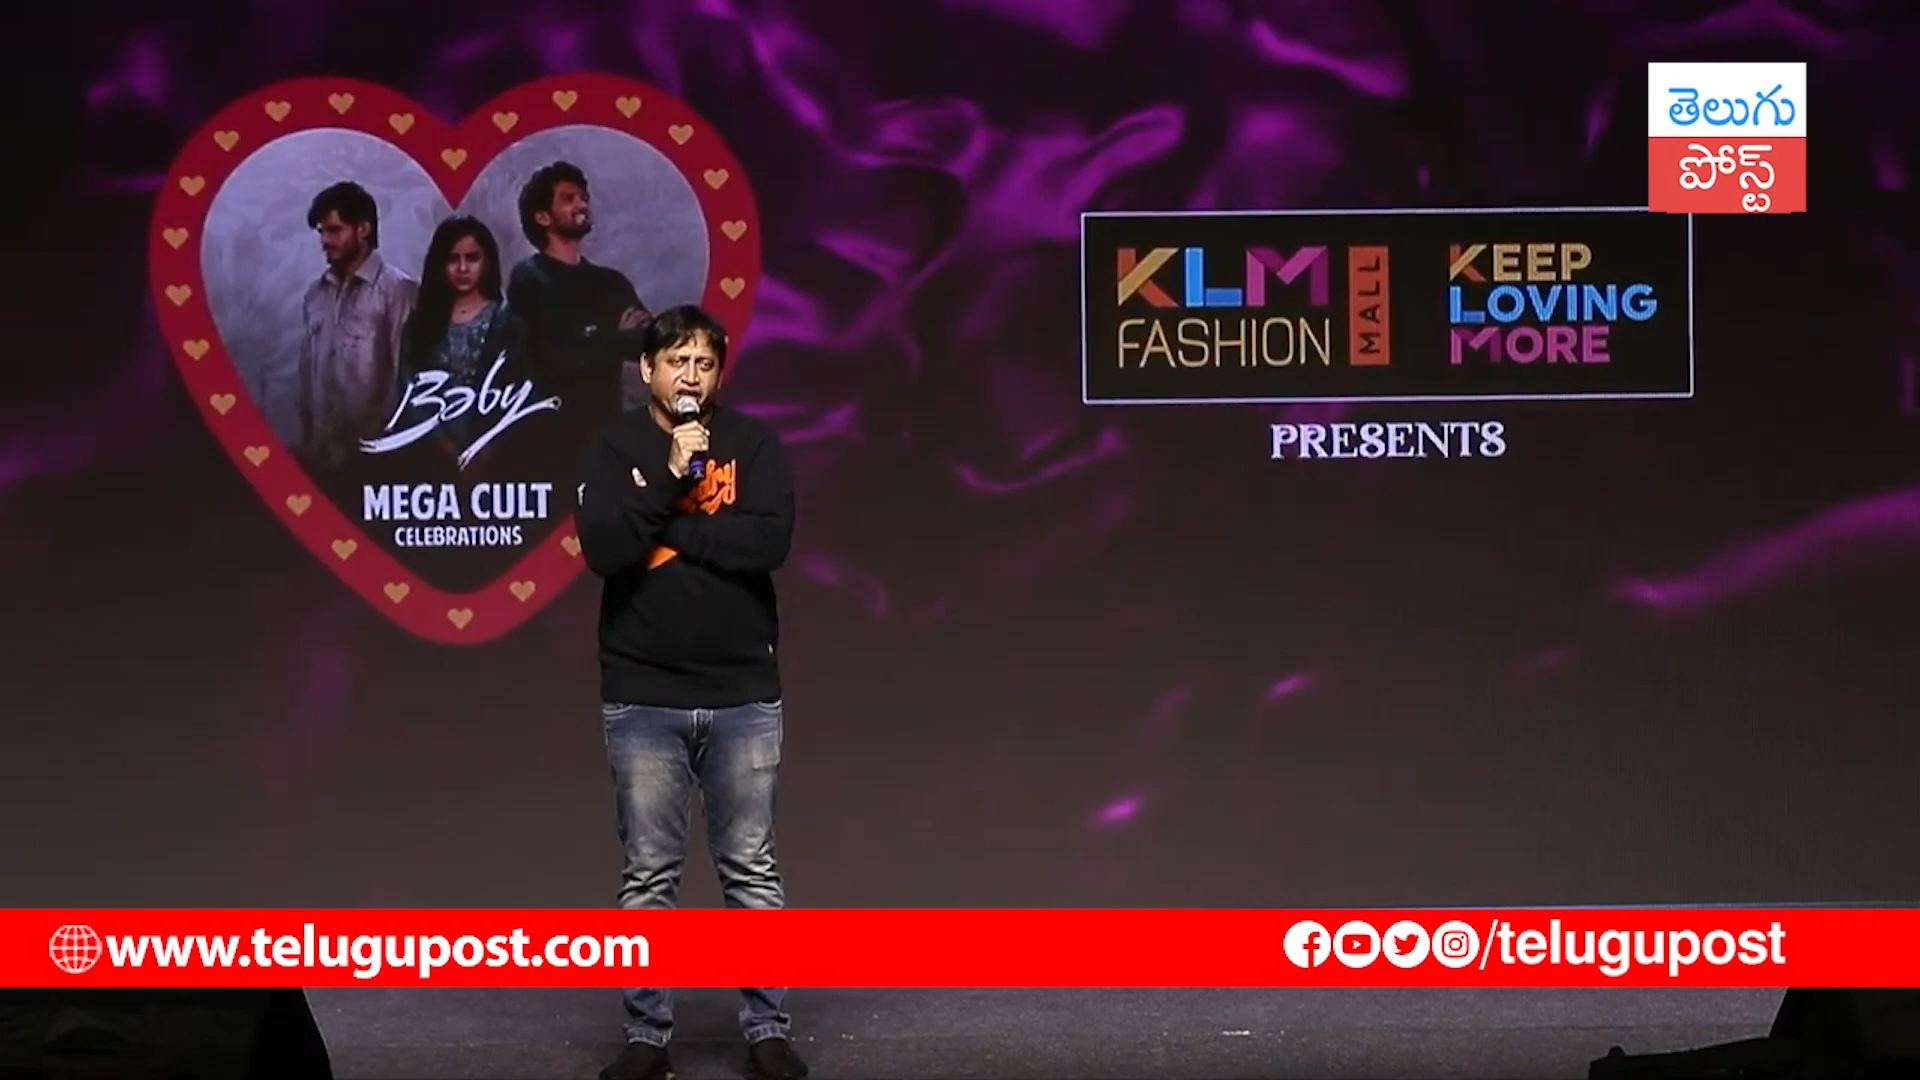 తెలుగు
పోస్ట్
KLM
FASHION
MALL
KEEP
LOVING
MORE
PRESENTS
Baby
MEGA CULT
CELEBRATIONS
www.telugupost.com
/telugupost